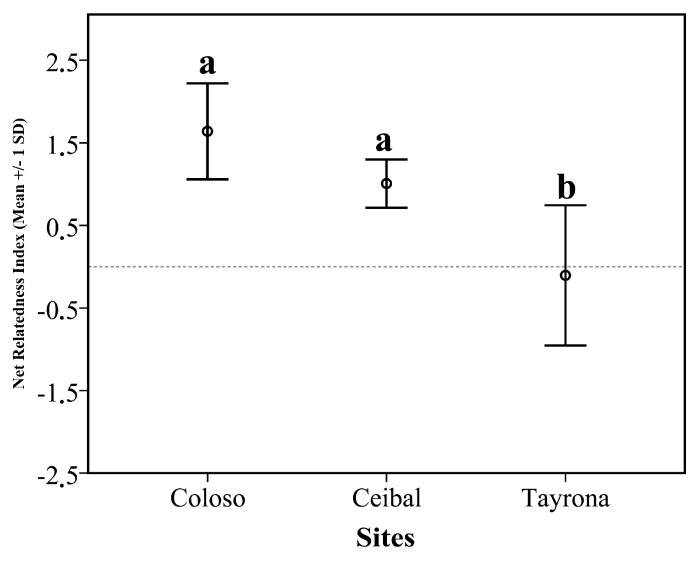 Net Relatedness Index (Mean +/- 1 SD)
2.5
1.5
0.5
-0.5
-1.5
-2.5
a
a
b
Coloso
Ceibal
Tayrona
Sites